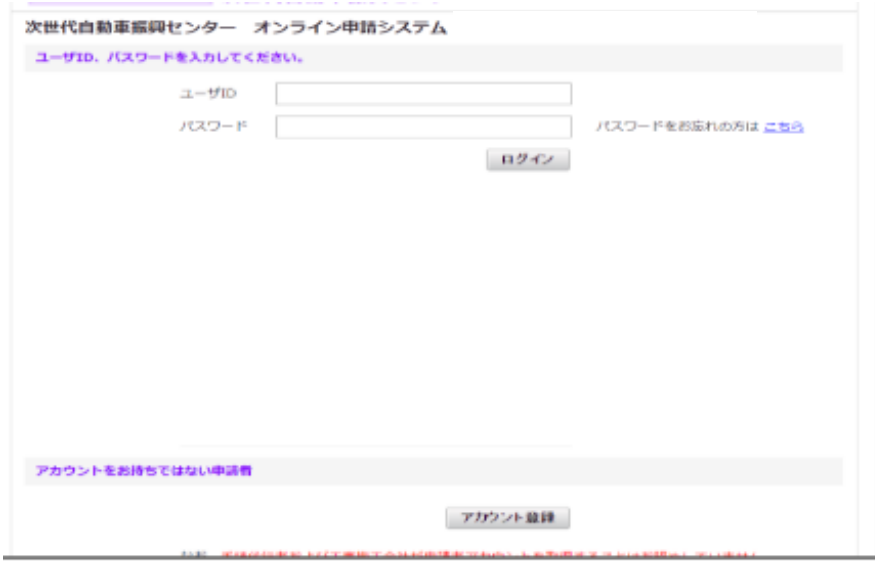 次世代自動車振興センター オンライン申請システム
ユーザID、パスワードを入力してください。
ユーザID
パスワード パスワードをお忘れの方は こちら
ログイン
アカウントをお持ちではない申請者
アカウント登録